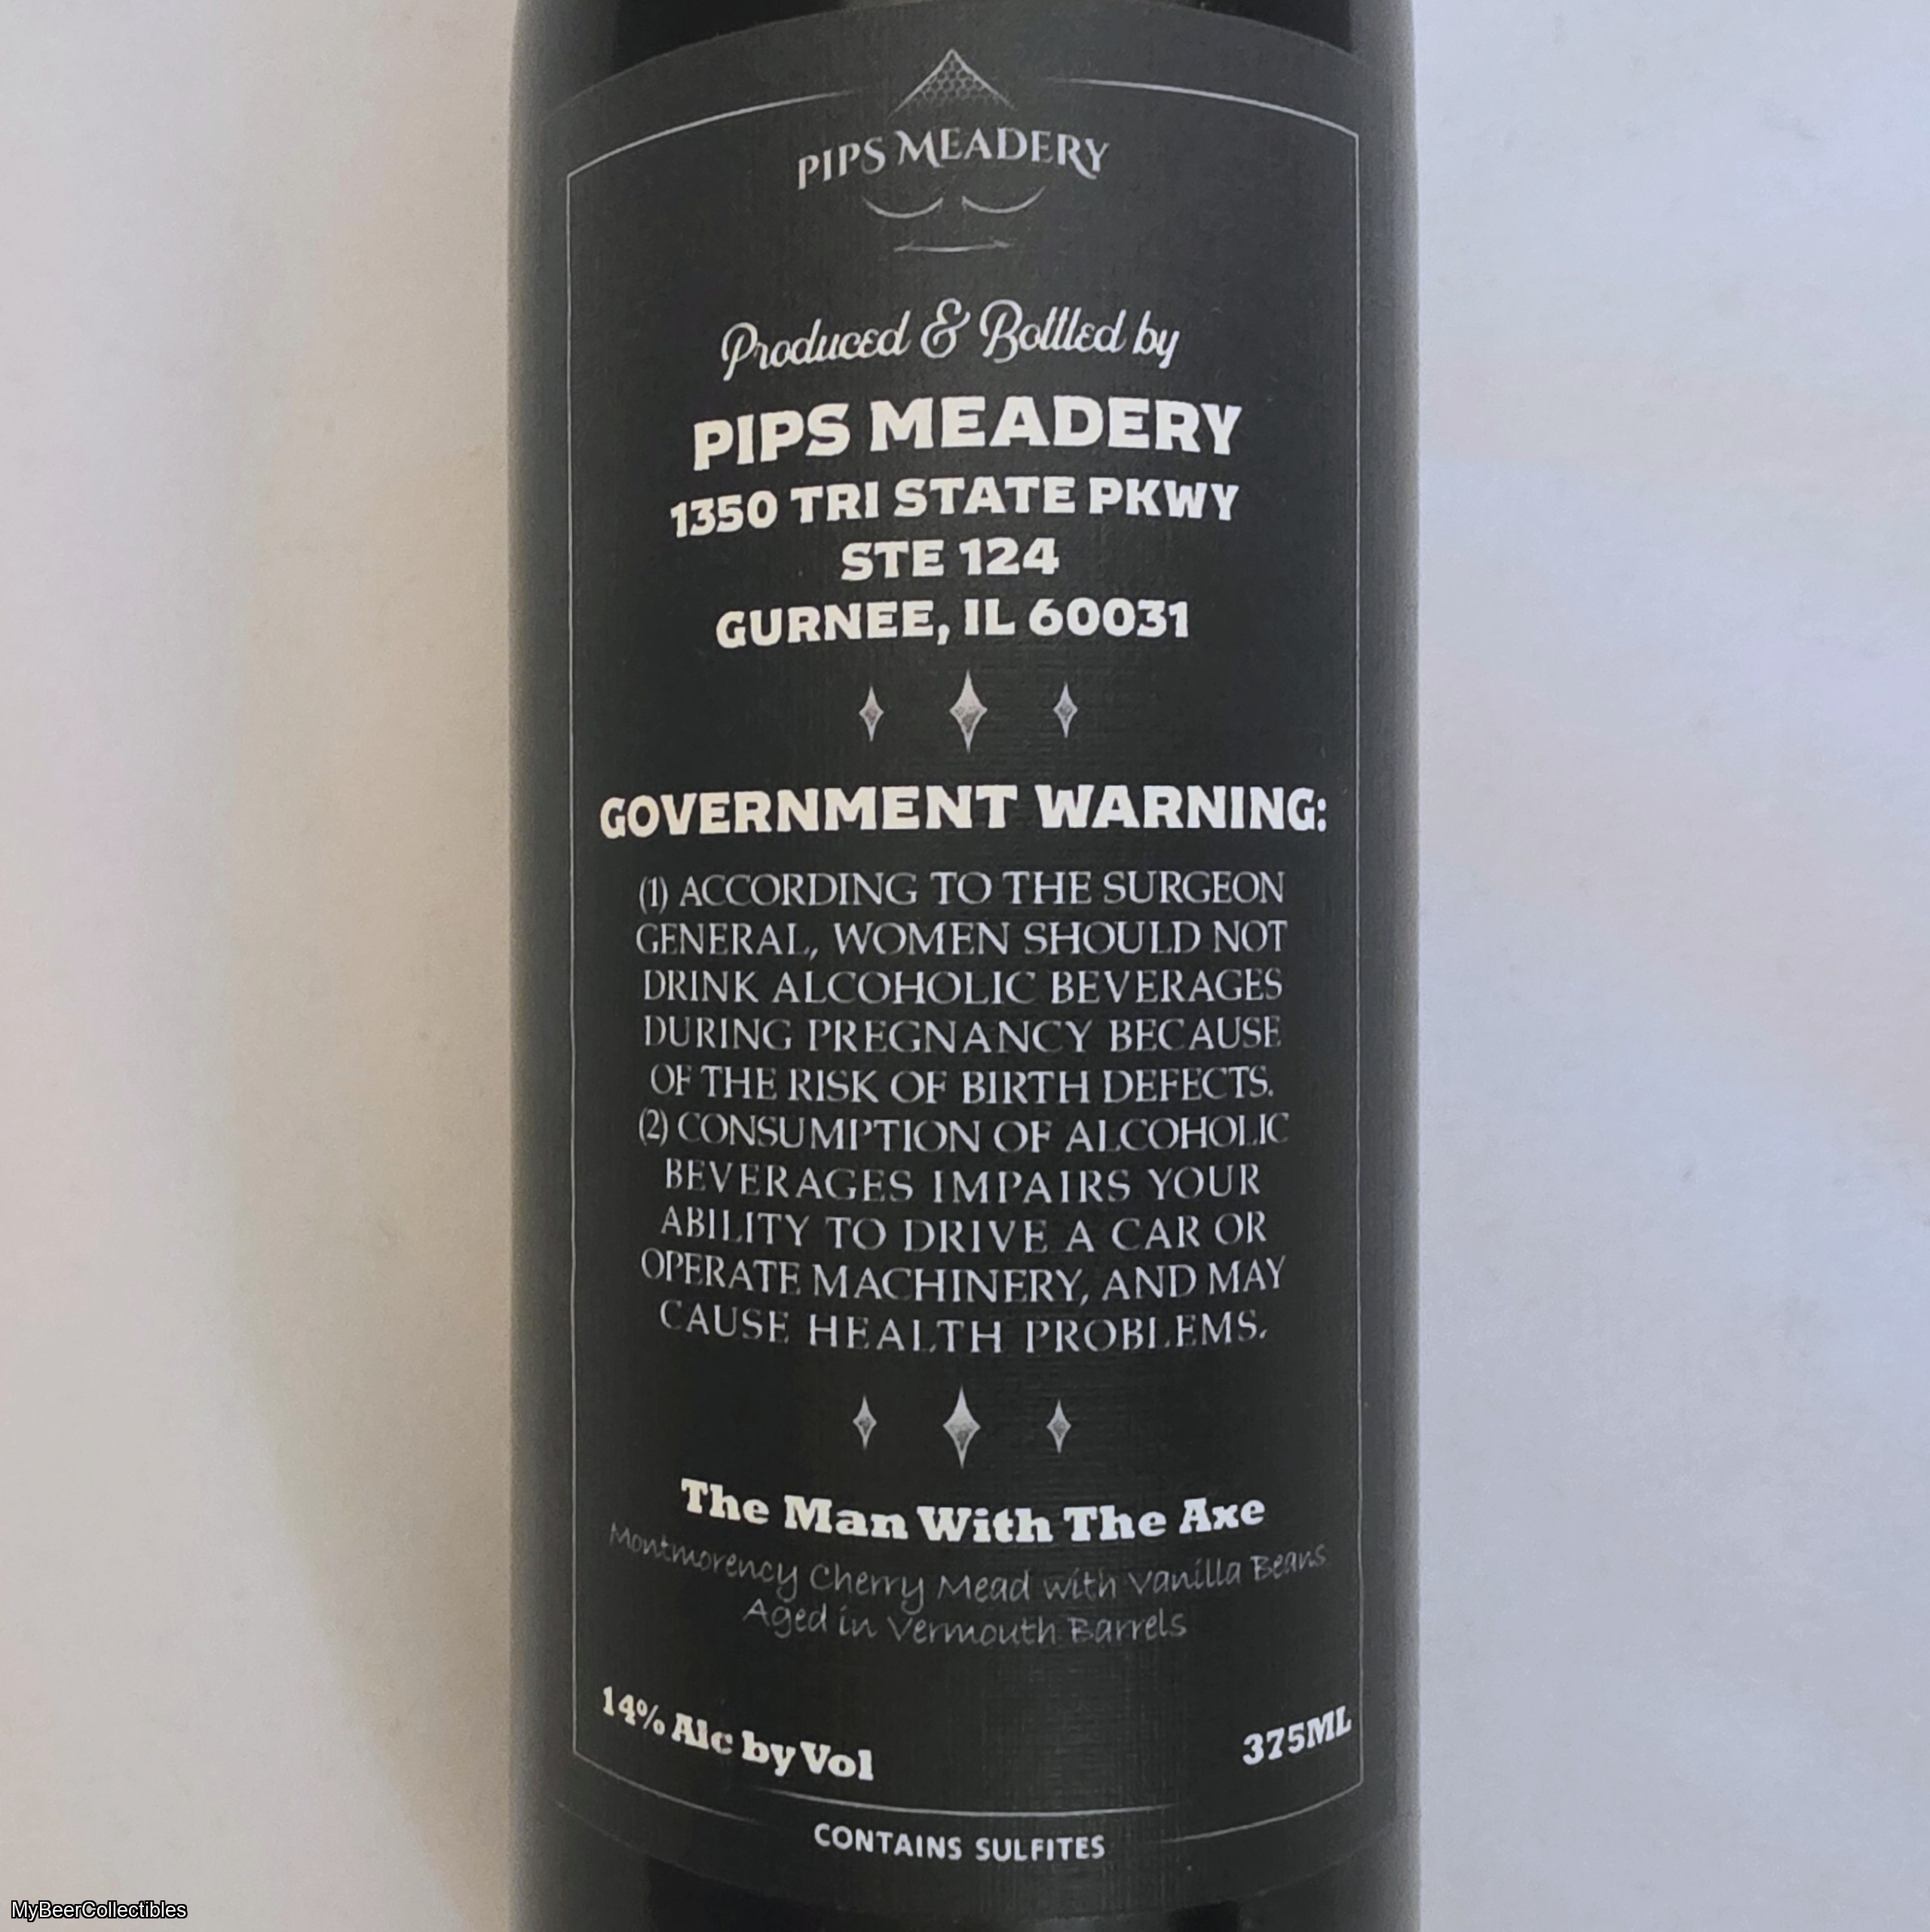 PIPS MEADERY
Produced & Bottled by
PIPS MEADERY
1350 TRI STATE PKWY
STE 124
GURNEE, IL 60031
GOVERNMENT WARNING:
(1) ACCORDING TO THE SURGEON
GENERAL, WOMEN SHOULD NOT
DRINK ALCOHOLIC BEVERAGES
DURING PREGNANCY BECAUSE
OF THE RISK OF BIRTH DEFECTS.
(2) CONSUMPTION OF ALCOHOLIC
BEVERAGES IMPAIRS YOUR
ABILITY TO DRIVE A CAR OR
OPERATE MACHINERY, AND MAY
CAUSE HEALTH PROBLEMS.
The Man With The Axe
Montmorency Cherry Mead with Vanilla Beans
Aged in Vermouth Barrels
14% Alc by Vol
375ML
CONTAINS SULFITES
MyBeerCollectibles